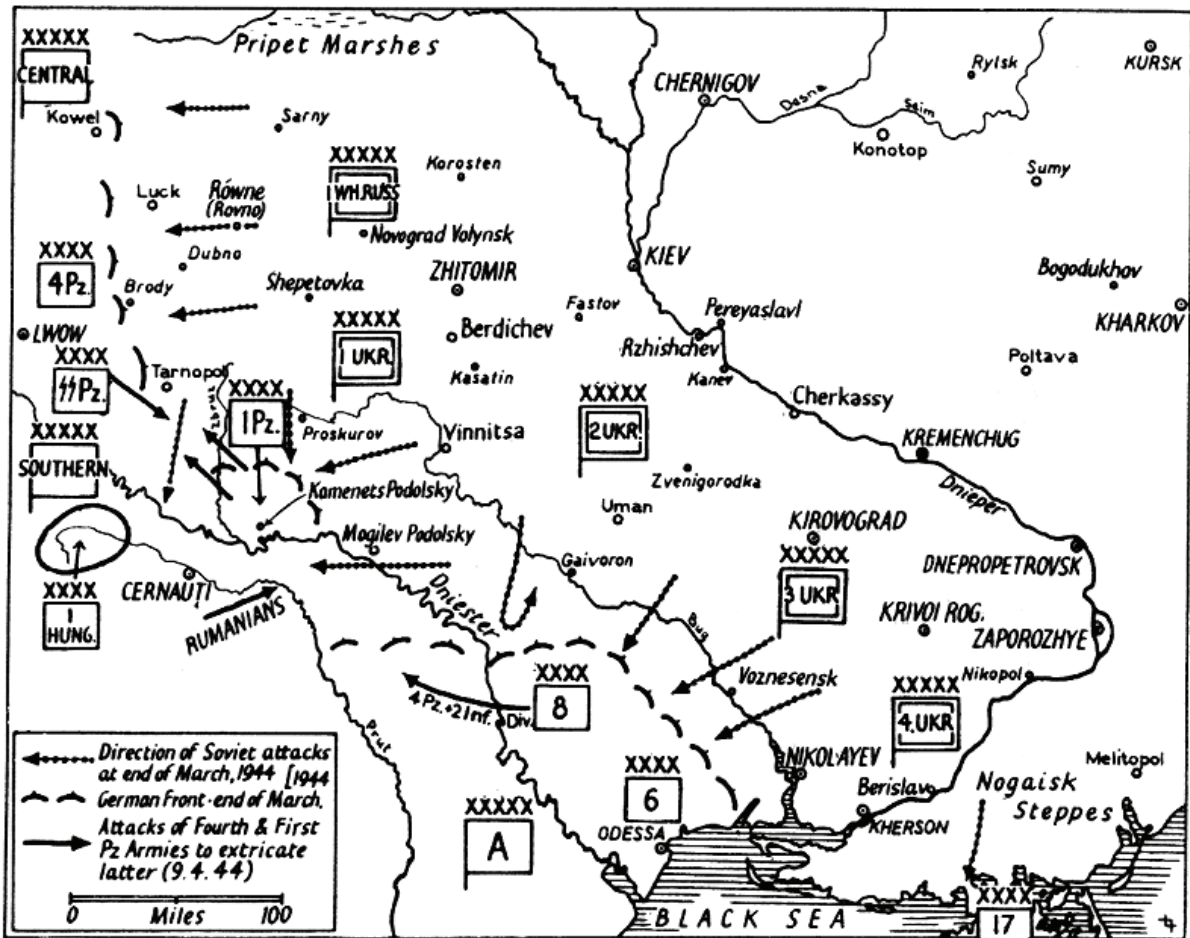 Pripet Marshes
XXXXX
CENTRAL
Kowel
Sarny
CHERNIGOV
Desna
Seim
Konotop
Rylsk
KURSK
Sumy
XXXXX
1 WH.RUSS
Korosten
Luck
Równe
(Rovno)
Novograd Volynsk
KIEV
XXXX
4Pz.
Dubno
Brody
Shepetovka
ZHITOMIR
Fastov
Pereyaslavl
Bogodukhov
KHARKOV
LWOW
XXXXX
1 UKR.
Berdichev
Rzhishchev
Kasatin
Kanev
Poltava
XXXX
Pz.
Tarnopol
Zbruz
XXXX
1Pz.
Proskurov
Vinnitsa
XXXXX
2UKR.
Cherkassy
KREMENCHUG
Dnieper
XXXXX
SOUTHERN
Kamenets Podolsky
Zvenigorodka
Uman
KIROVOGRAD
Mogilev Podolsky
Gaivoron
DNEPROPETROVSK
XXXX
1
HUNG.
CERNAUTI
RUMANIANS
Dniester
Bug
XXXXX
3 UKR.
KRIVOI ROG.
ZAPOROZHYE
Nikopol
Voznesensk
XXXX
8
4 Pz.+2 Inf. Div.
XXXXX
4.UKR
Prut
Melitopol
NIKOLAYEV
Berislav
KHERSON
Nogaisk
Steppes
XXXX
6
ODESSA
XXXXX
A
BLACK SEA
XXXX
17
Direction of Soviet attacks
at end of March, 1944 [1944
German Front-end of March.
Attacks of Fourth & First
Pz Armies to extricate
latter (9.4.44)
0 Miles 100